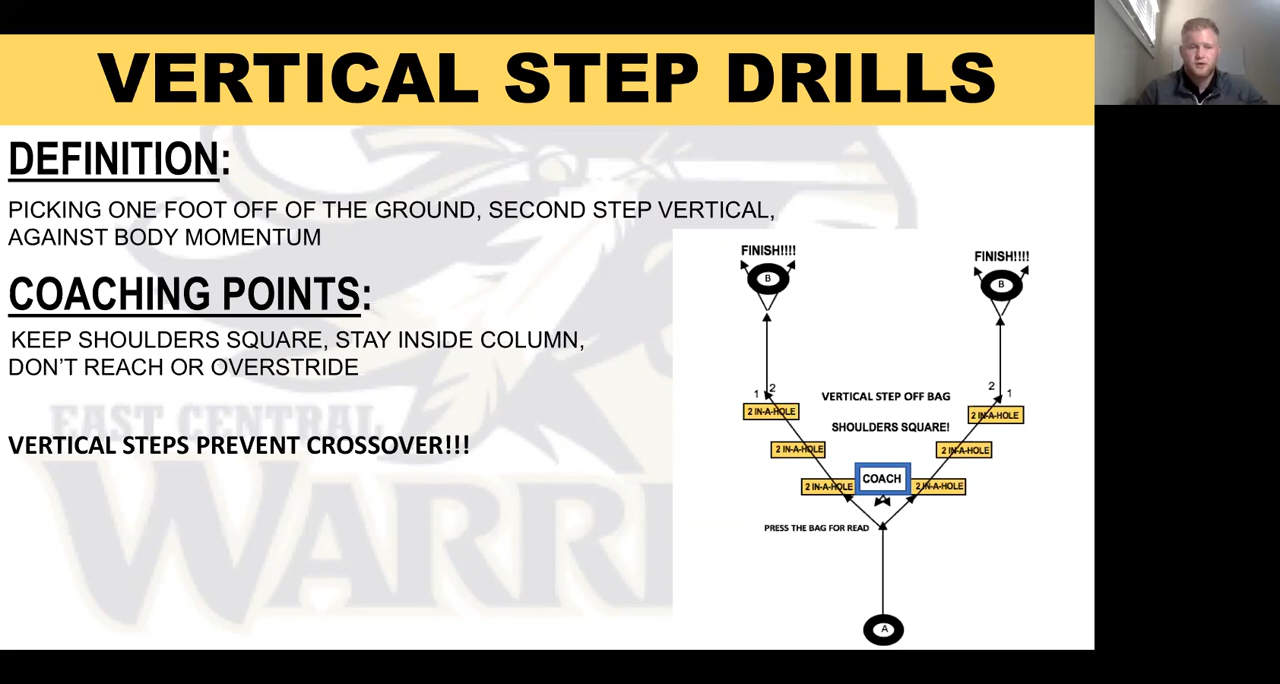 VERTICAL STEP DRILLS
DEFINITION:
PICKING ONE FOOT OFF OF THE GROUND, SECOND STEP VERTICAL,
AGAINST BODY MOMENTUM
COACHING POINTS:
KEEP SHOULDERS SQUARE, STAY INSIDE COLUMN,
DON'T REACH OR OVERSTRIDE
EAST CENTRAL
VERTICAL STEPS PREVENT CROSSOVER!!!
WARRI
FINISH!!!!
FINISH!!!!
B
B
1 2
2 1
VERTICAL STEP OFF BAG
2 IN-A-HOLE
2 IN-A-HOLE
SHOULDERS SQUARE!
2 IN-A-HOLE
2 IN-A-HOLE
COACH
2 IN-A-HOLE
2 IN-A-HOLE
PRESS THE BAG FOR READ
A